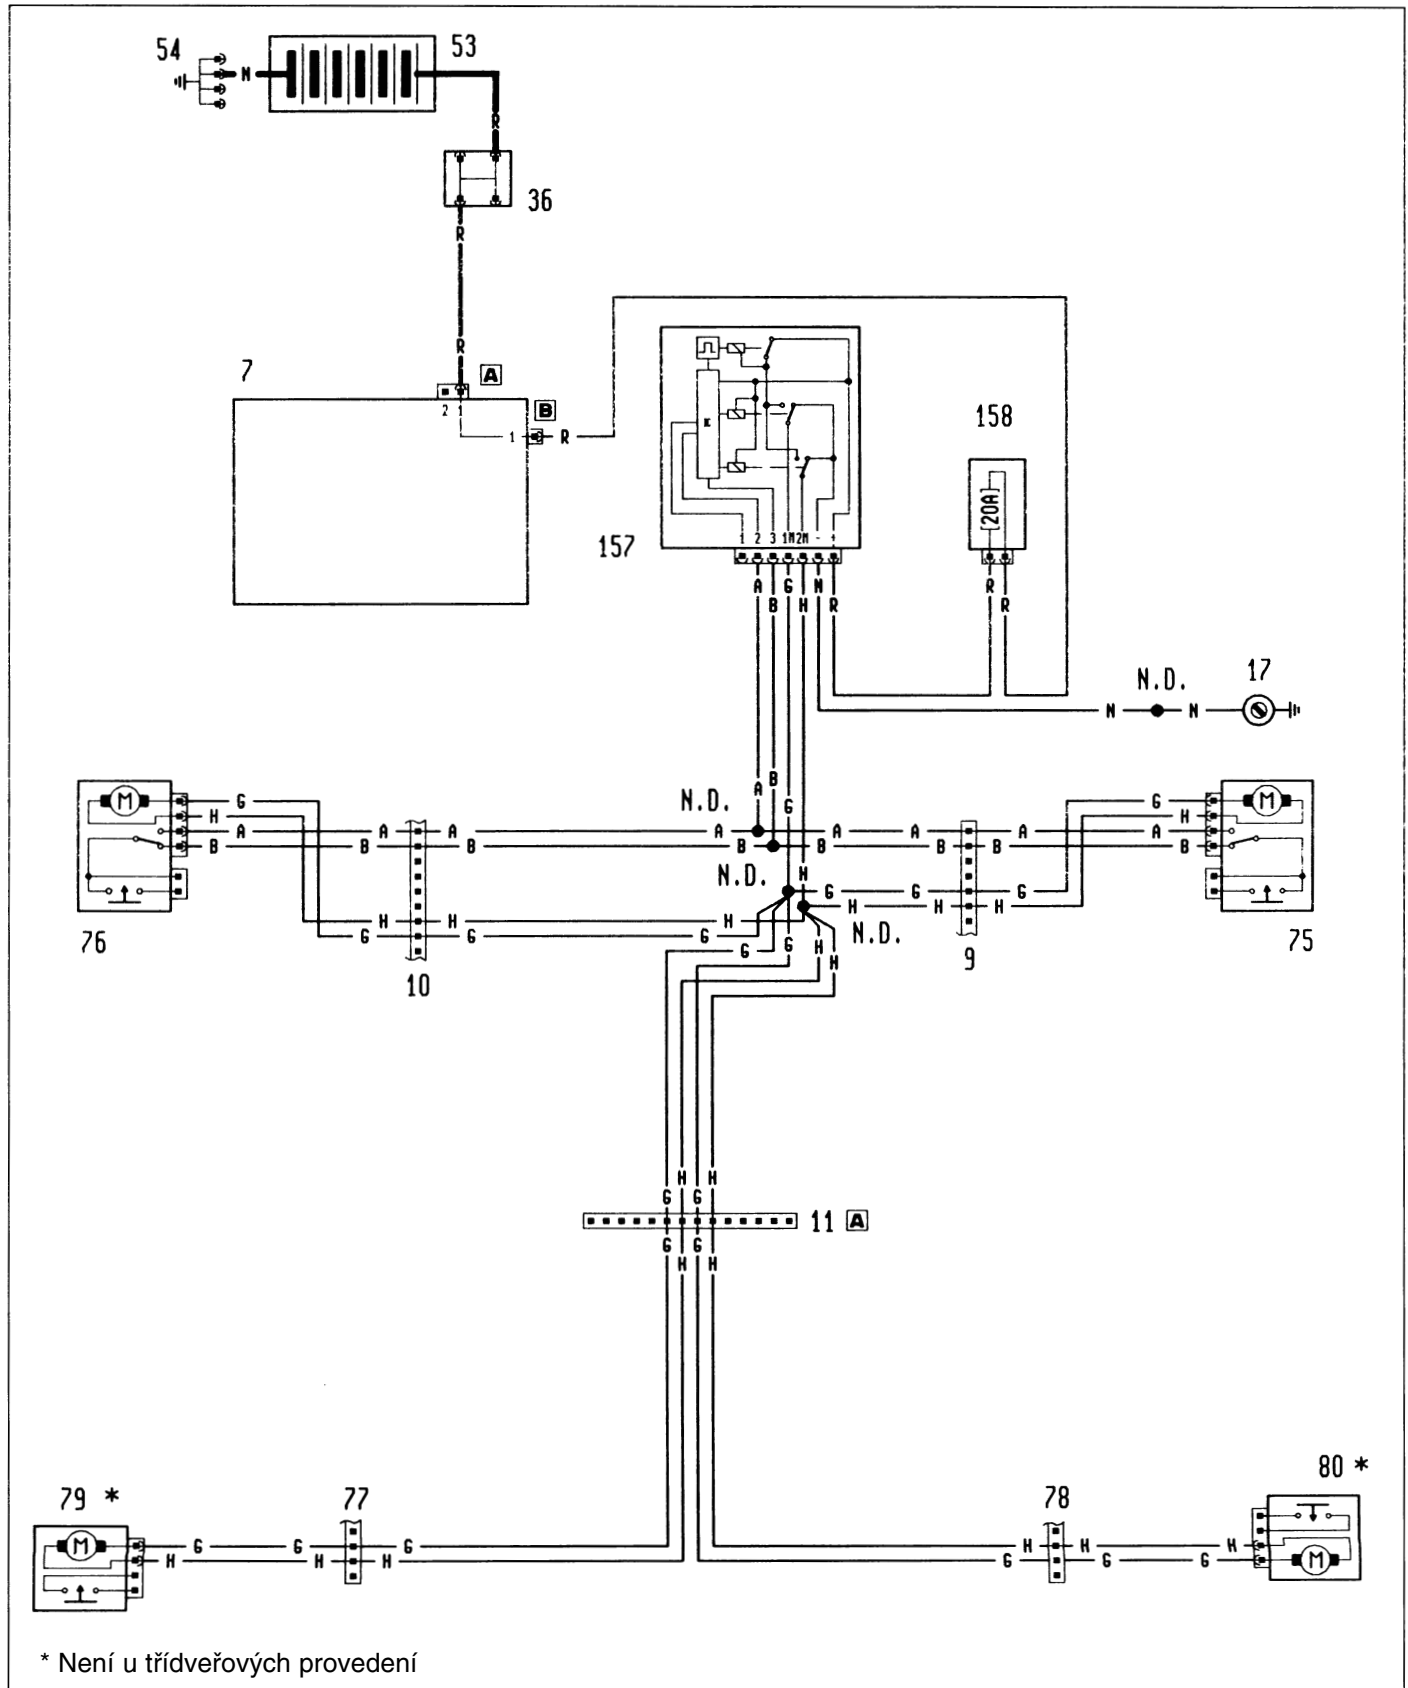 54
53
N
R
36
R
R
7
A
2 1
B
1
R
K
158
20A
157
1 2 3 1M 2M - +
A G N
B H R
R
R
N.D.
17
N
N
B
A
N.D.
G
M
G
H
A A A A A A A A
B B B B B B B B
G
H
M
N.D.
H
G G G
H H H
H H H
G G G
N.D.
76
10
G
G
H
H
9
75
H H
G G
11 A
G G
H H
79 *
77
78
80 *
M
G G G
H H H
H H H
G G G
M
* Není u třídveřových provedení